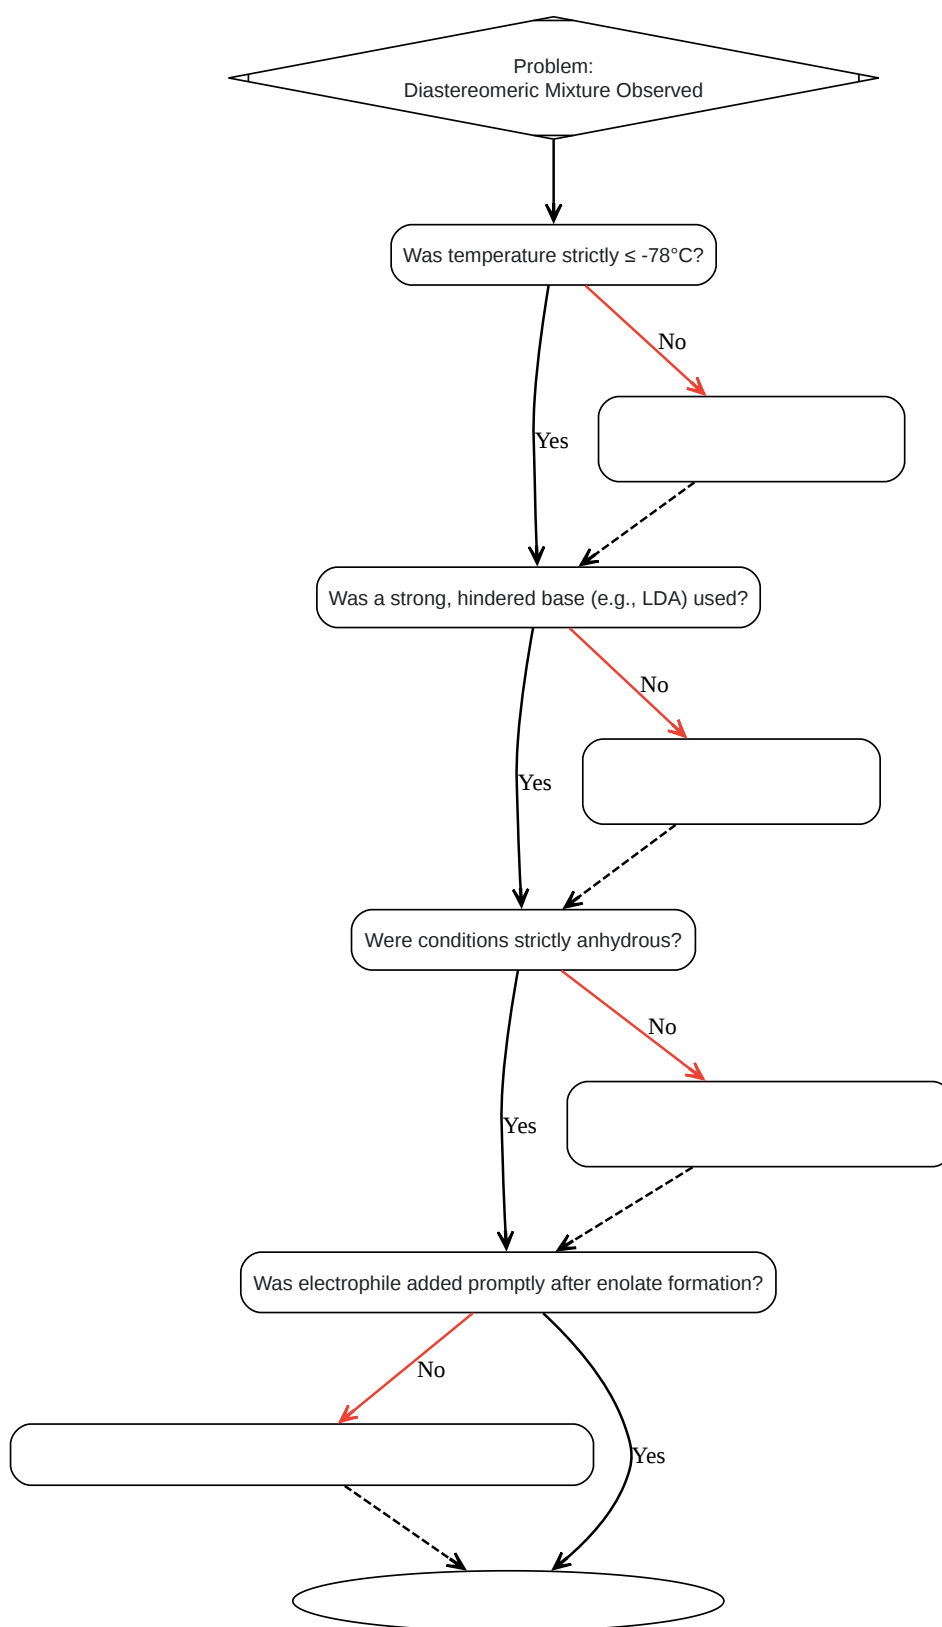 Problem:
Diastereomeric Mixture Observed
Was temperature strictly ≤ -78°C?
No
Yes
Was a strong, hindered base (e.g., LDA) used?
No
Yes
Were conditions strictly anhydrous?
No
Yes
Was electrophile added promptly after enolate formation?
No
Yes